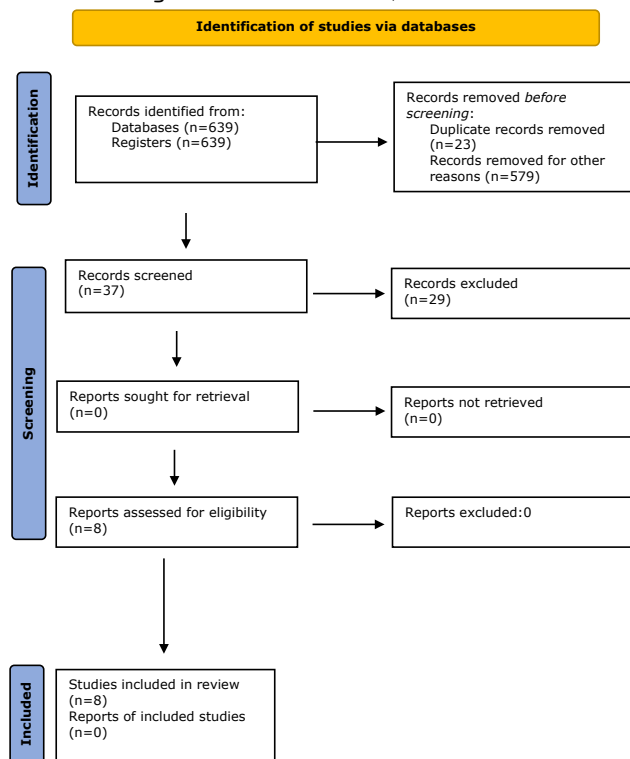 Identification of studies via databases
Identification
Records identified from:
Databases (n=639)
Registers (n=639)
Records removed before
screening:
Duplicate records removed
(n=23)
Records removed for other
reasons (n=579)
Screening
Records screened
(n=37)
Records excluded
(n=29)
Reports sought for retrieval
(n=0)
Reports not retrieved
(n=0)
Reports assessed for eligibility
(n=8)
Reports excluded:0
Included
Studies included in review
(n=8)
Reports of included studies
(n=0)